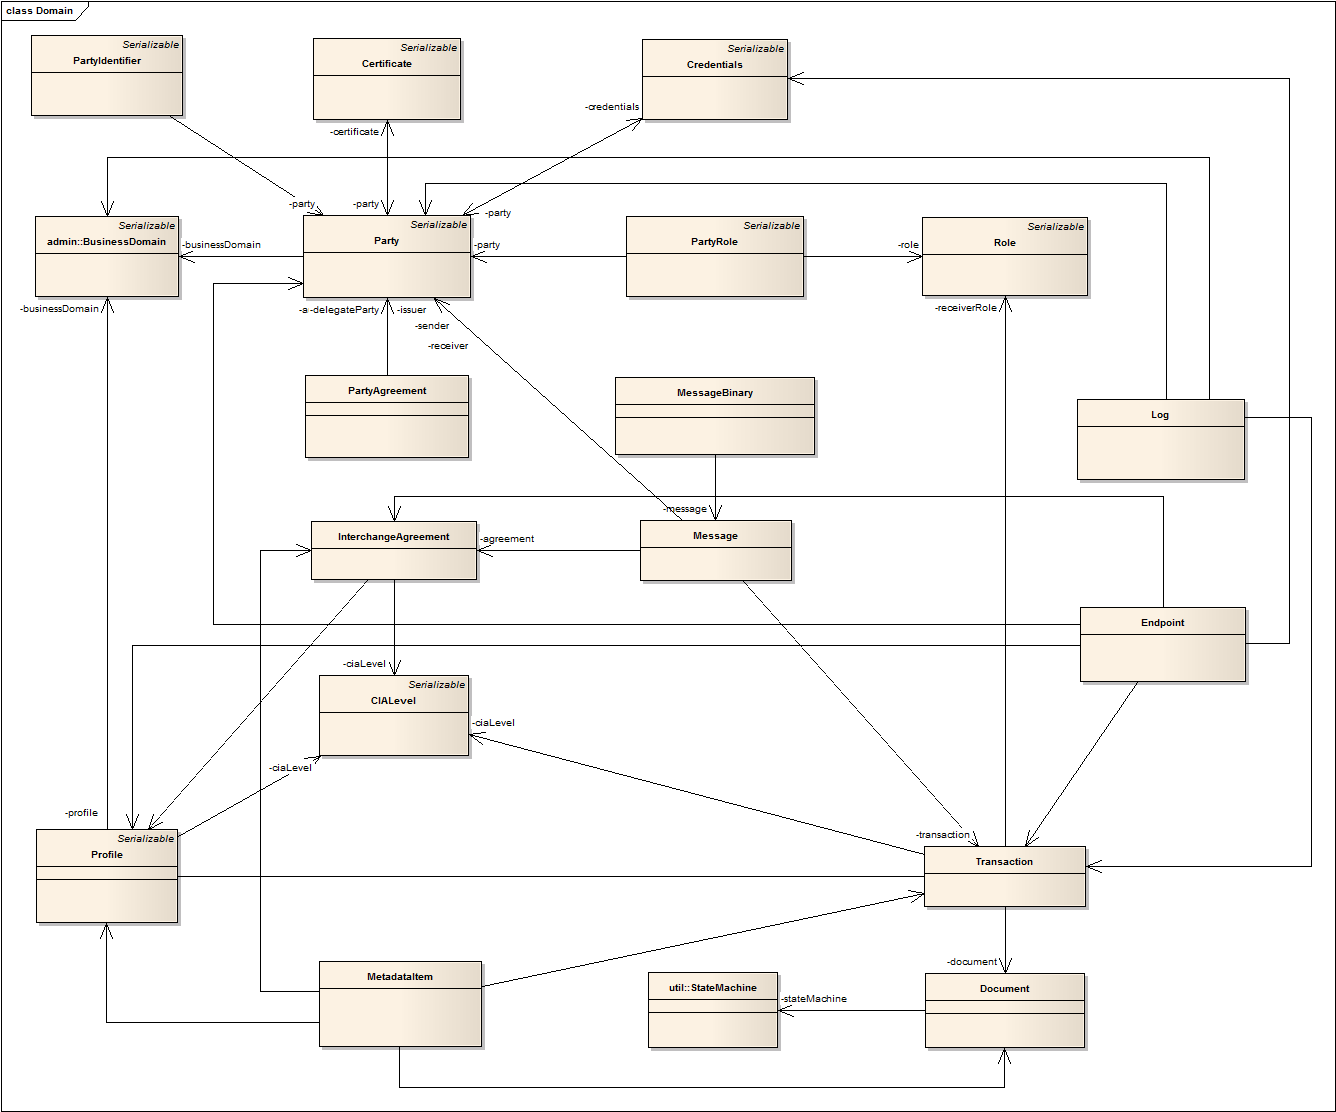 class Domain
Serializable
PartyIdentifier
Serializable
Certificate
Serializable
Credentials
-credentials
-certificate
-party
-party
-party
Serializable
admin::BusinessDomain
-businessDomain
Serializable
Party
-party
Serializable
PartyRole
-role
Serializable
Role
-businessDomain
-a
-delegateParty
-issuer
-sender
-receiver
-receiverRole
PartyAgreement
MessageBinary
Log
-message
InterchangeAgreement
-agreement
Message
Endpoint
-ciaLevel
Serializable
CIALevel
-ciaLevel
-ciaLevel
-profile
-transaction
Serializable
Profile
Transaction
-document
MetadataItem
util::StateMachine
-stateMachine
Document